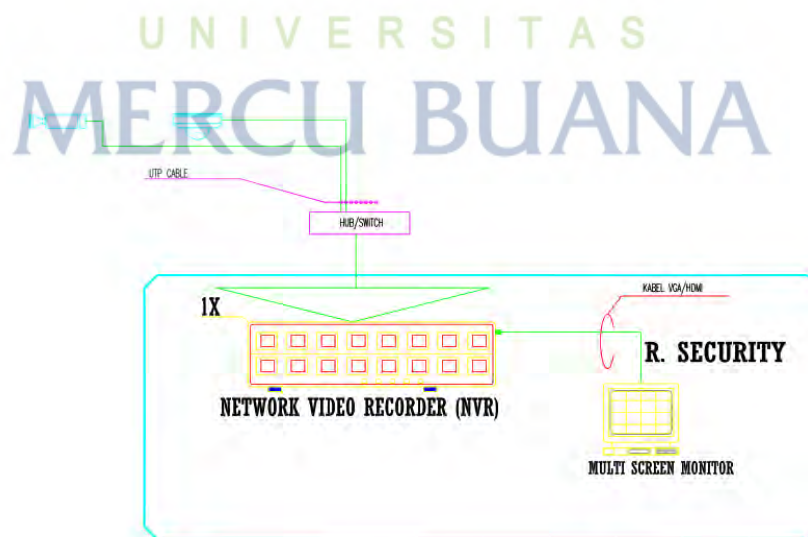 UNIVERSITAS
MERCU BUANA
UTP CABLE
HUB/SWITCH
KABEL VGA/HDMI
1X
R. SECURITY
NETWORK VIDEO RECORDER (NVR)
MULTI SCREEN MONITOR